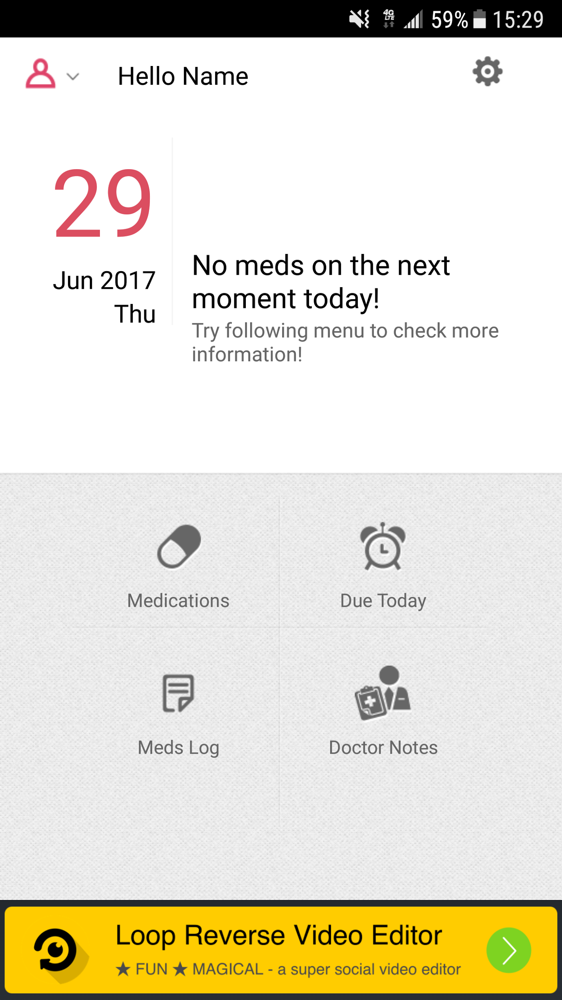 4G LTE 59% 15:29
Hello Name
29
Jun 2017
Thu
No meds on the next
moment today!
Try following menu to check more
information!
Medications
Due Today
Meds Log
Doctor Notes
Loop Reverse Video Editor
★ FUN ★ MAGICAL - a super social video editor